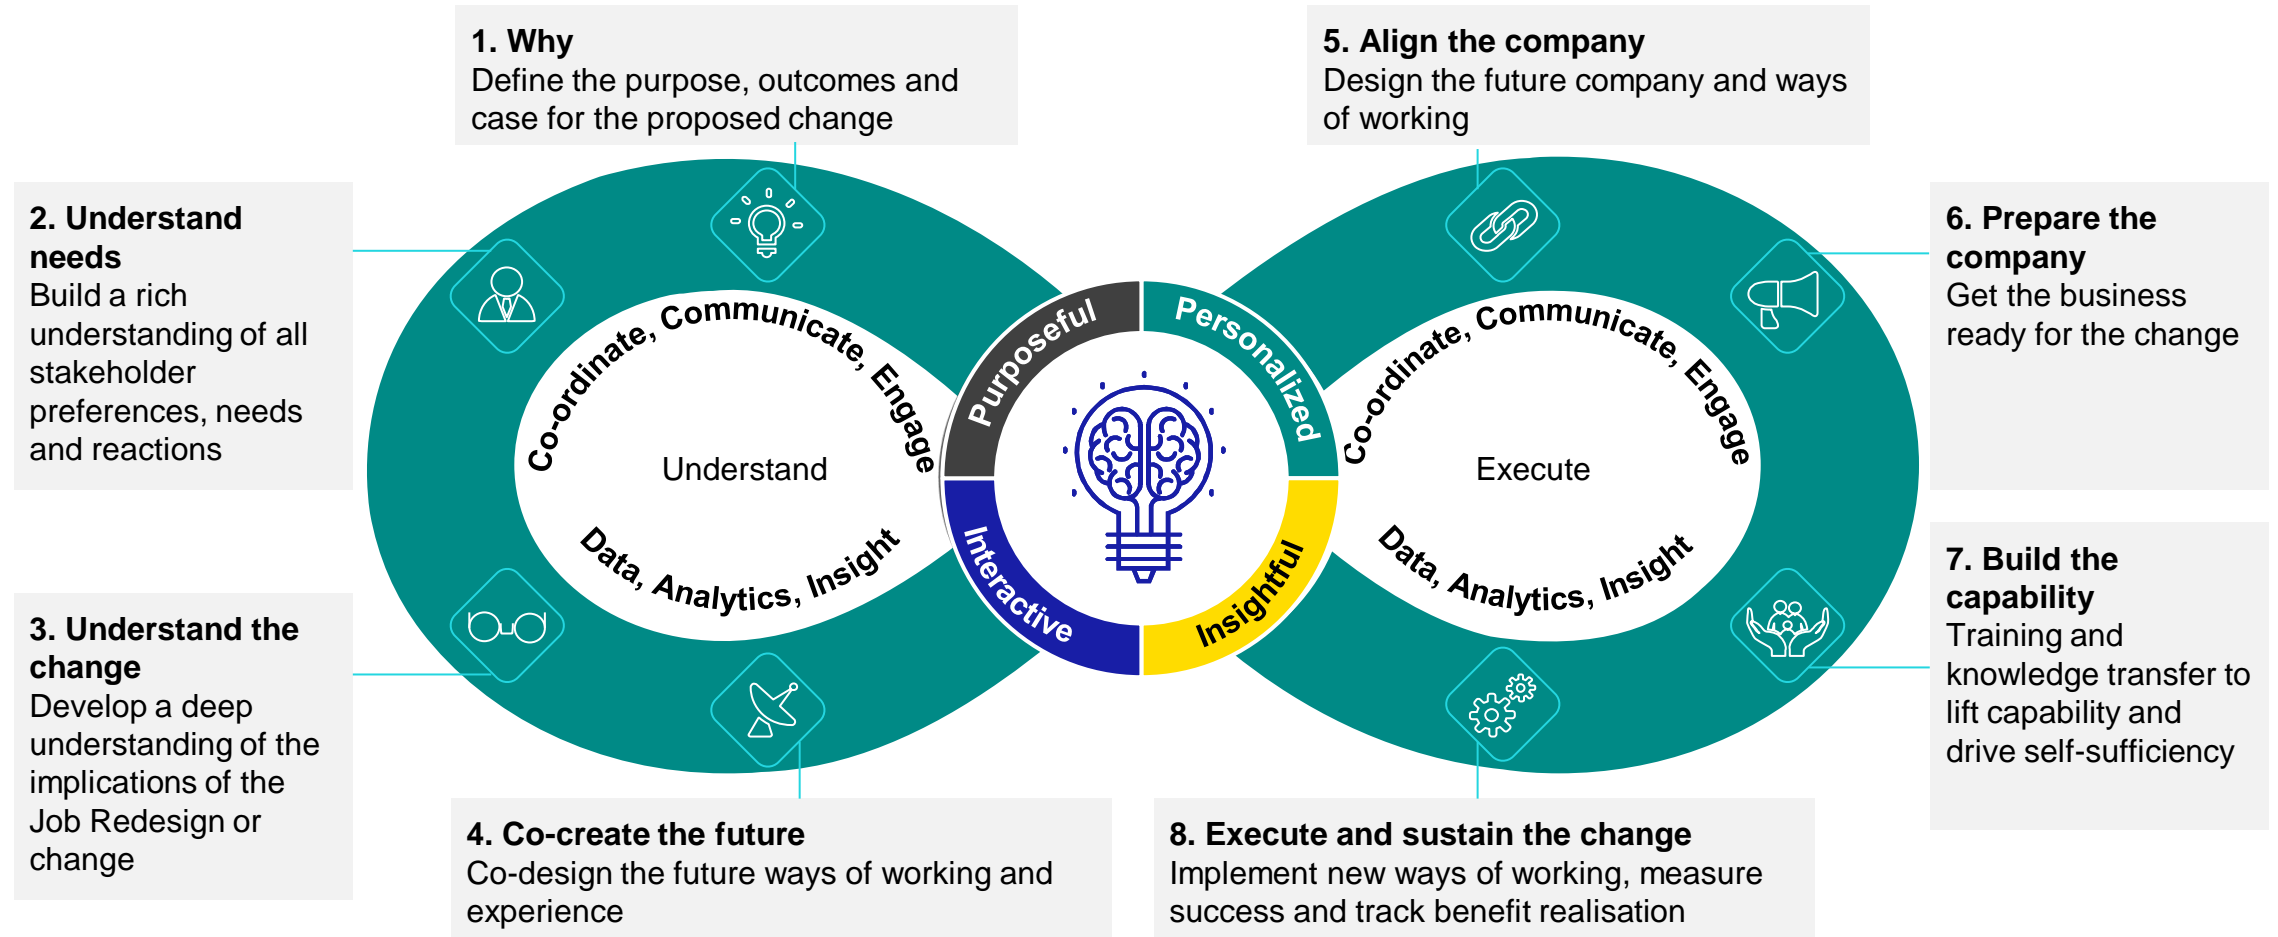 1. Why
Define the purpose, outcomes and
case for the proposed change
2. Understand
needs
Build a rich
understanding of all
stakeholder
preferences, needs
and reactions
3. Understand the
change
Develop a deep
understanding of the
implications of the
Job Redesign or
change
4. Co-create the future
Co-design the future ways of working and
experience
Co-ordinate, Communicate, Engage
Understand
Data, Analytics, Insight
Purposeful
Personalized
Interactive
Insightful
Co-ordinate, Communicate, Engage
Execute
Data, Analytics, Insight
5. Align the company
Design the future company and ways
of working
6. Prepare the
company
Get the business
ready for the change
7. Build the
capability
Training and
knowledge transfer to
lift capability and
drive self-sufficiency
8. Execute and sustain the change
Implement new ways of working, measure
success and track benefit realisation